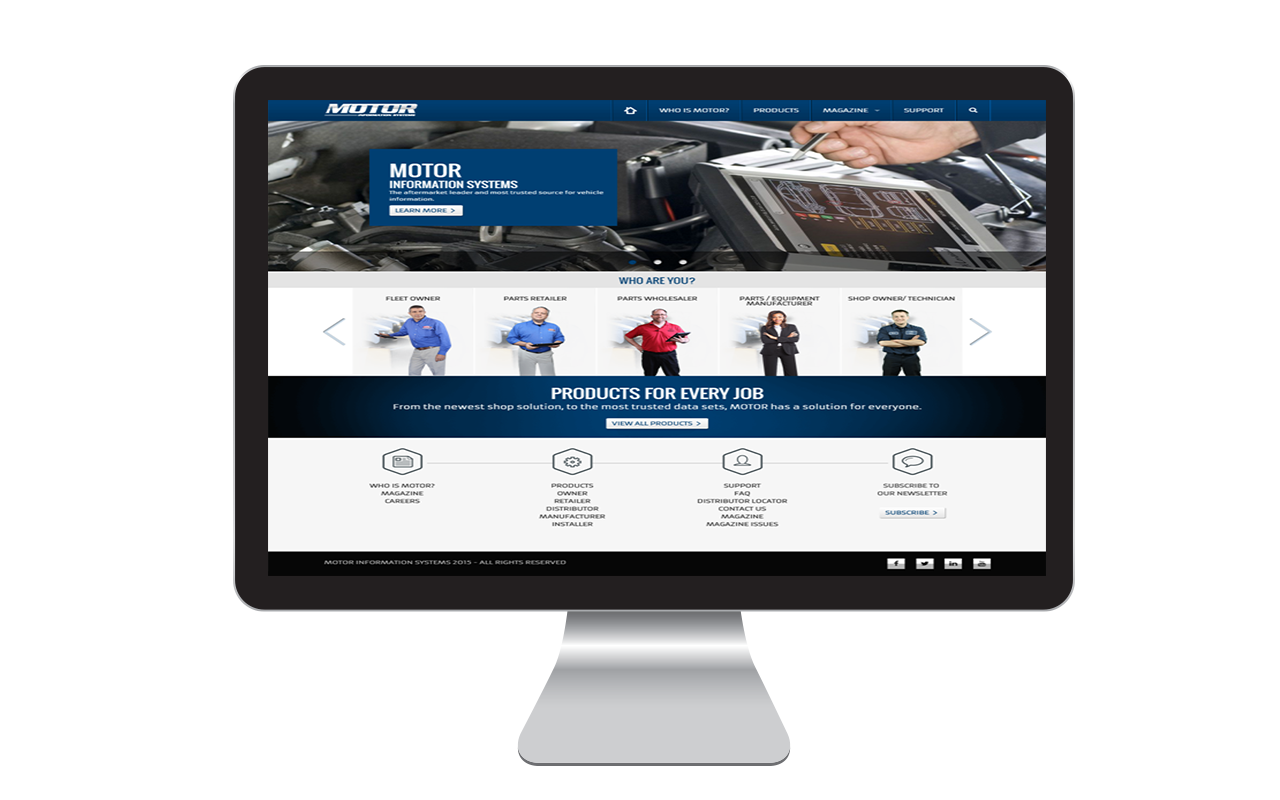 MOTOR
INFORMATION SYSTEMS
WHO IS MOTOR?
PRODUCTS
MAGAZINE
SUPPORT
MOTOR
INFORMATION SYSTEMS
The aftermarket leader and most trusted source for vehicle
information.
LEARN MORE >
WHO ARE YOU?
FLEET OWNER
PARTS RETAILER
PARTS WHOLESALER
PARTS / EQUIPMENT
MANUFACTURER
SHOP OWNER/ TECHNICIAN
PRODUCTS FOR EVERY JOB
From the newest shop solution, to the most trusted data sets, MOTOR has a solution for everyone.
VIEW ALL PRODUCTS >
WHO IS MOTOR?
MAGAZINE
CAREERS
PRODUCTS
OWNER
RETAILER
DISTRIBUTOR
MANUFACTURER
INSTALLER
SUPPORT
FAQ
DISTRIBUTOR LOCATOR
CONTACT US
MAGAZINE
MAGAZINE ISSUES
SUBSCRIBE TO
OUR NEWSLETTER
SUBSCRIBE >
MOTOR INFORMATION SYSTEMS 2015 - ALL RIGHTS RESERVED